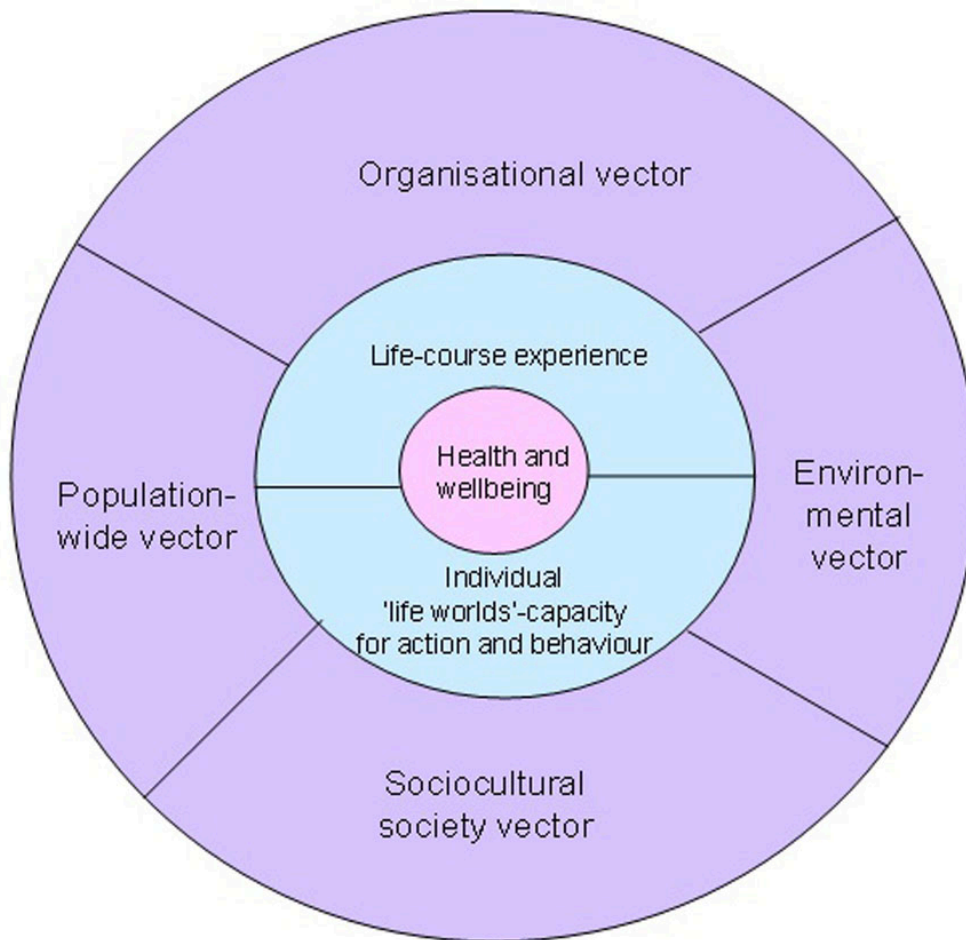 Organisational vector
Life-course experience
Health and
wellbeing
Population-
wide vector
Environ-
mental
vector
Individual
'life worlds'-capacity
for action and behaviour
Sociocultural
society vector